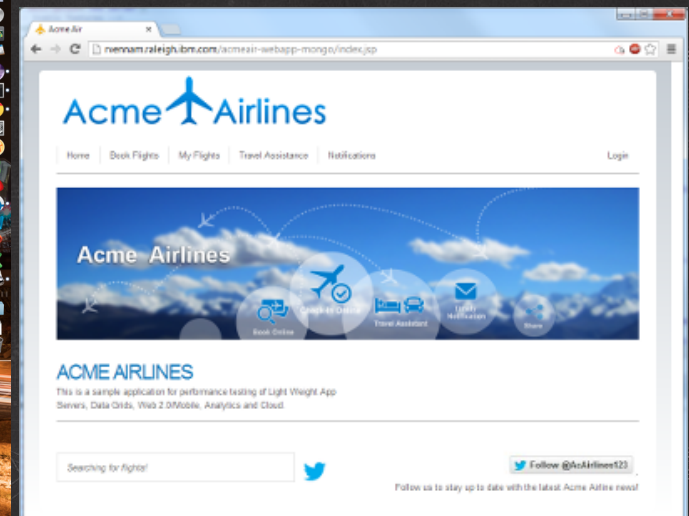 Acme Air
nvennam.raleigh.ibm.com/acmeair-webapp-mongo/index.jsp
Acme Airlines
Home Book Flights My Flights Travel Assistance Notifications Login
Acme Airlines
Check-in Online
Book Online
Travel Assistant
Notification
Share
ACME AIRLINES
This is a sample application for performance testing of Light Weight App
Servers, Data Grids, Web 2.0/Mobile, Analytics and Cloud.
Searching for flights!
Follow @AcAirlines123
Follow us to stay up to date with the latest Acme Airline news!